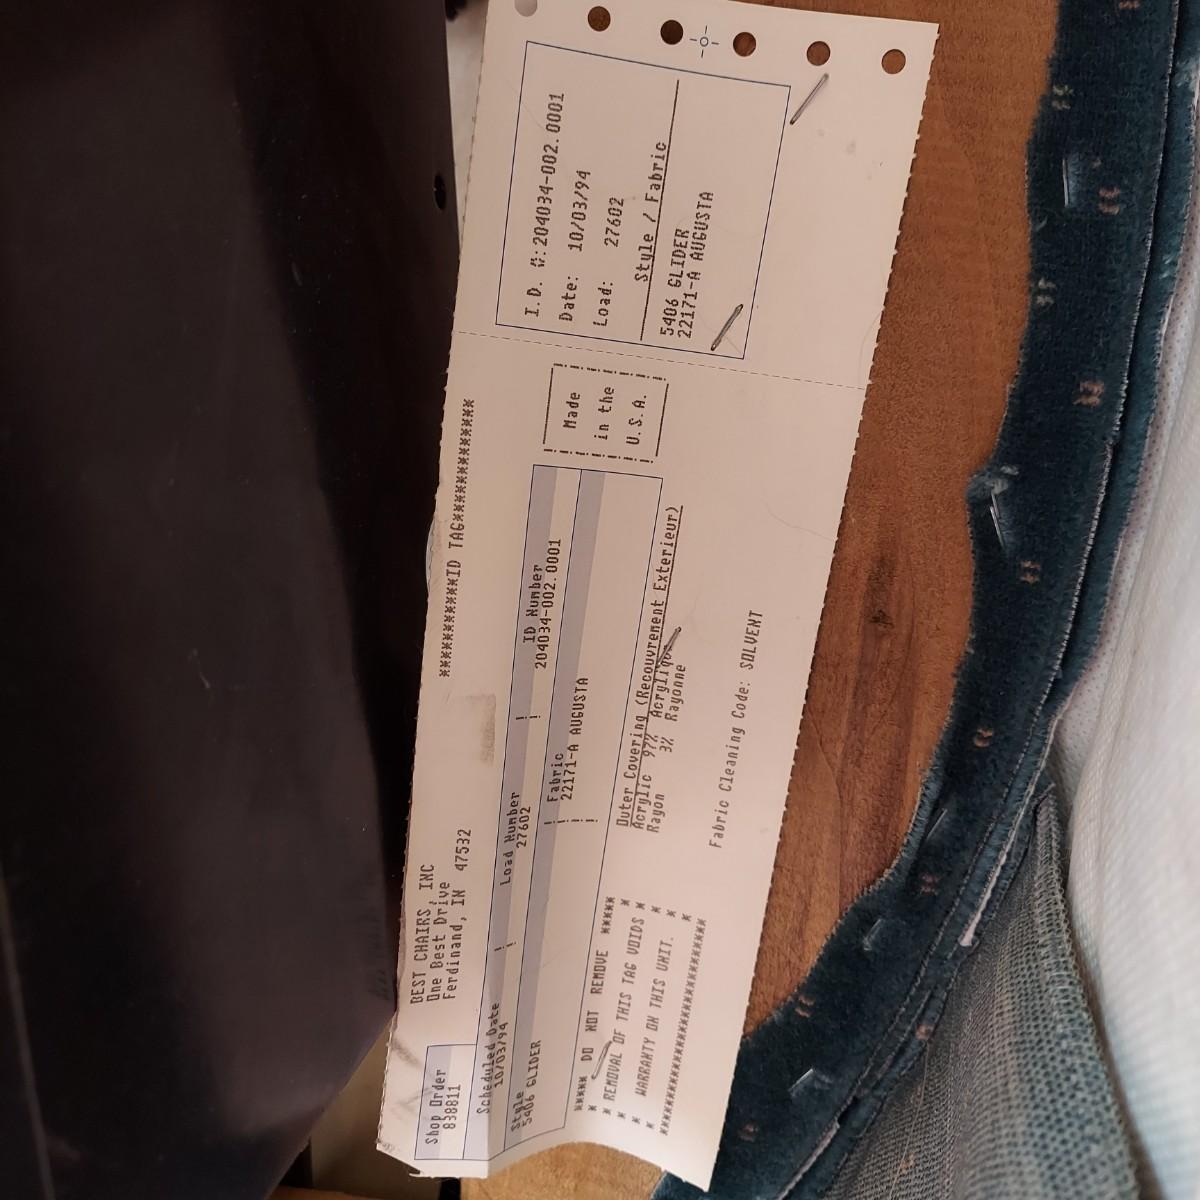 Shop Order
838811
BEST CHAIRS, INC
One Best Drive
Ferdinand, IN 47532
***********ID TAG***************
Scheduled Date
10/03/94
Load Number
27602
ID Number
204034-002.0001
Style
5406 GLIDER
Fabric
22171-A AUGUSTA
***** DO NOT REMOVE *****
* *
* REMOVAL OF THIS TAG VOIDS *
* WARRANTY ON THIS UNIT. *
* *
*****************************
Outer Covering (Recouvrement Exterieur)
Acrylic 97% Acrylique
Rayon 3% Rayonne
Fabric Cleaning Code: SOLVENT
Made
in the
U.S.A.
I.D. #:204034-002.0001
Date: 10/03/94
Load: 27602
Style / Fabric
5406 GLIDER
22171-A AUGUSTA